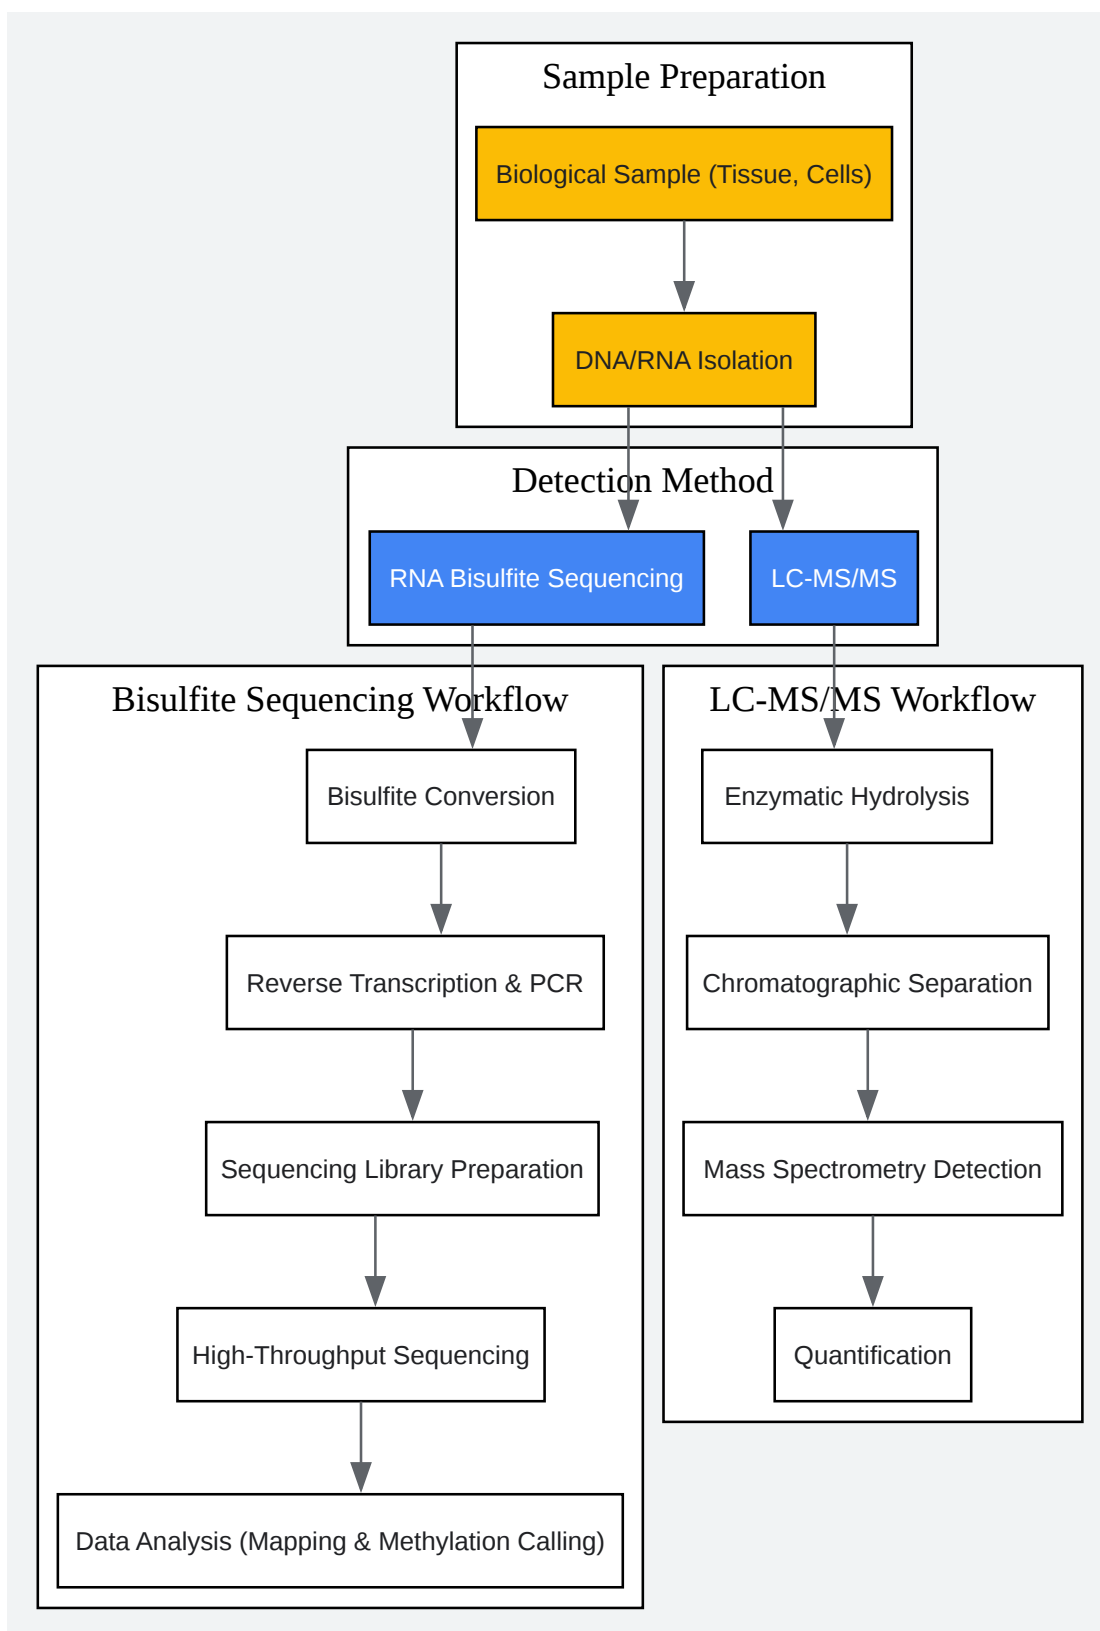 Sample Preparation
Biological Sample (Tissue, Cells)
DNA/RNA Isolation
Detection Method
RNA Bisulfite Sequencing
LC-MS/MS
Bisulfite Sequencing Workflow
Bisulfite Conversion
Reverse Transcription & PCR
Sequencing Library Preparation
High-Throughput Sequencing
Data Analysis (Mapping & Methylation Calling)
LC-MS/MS Workflow
Enzymatic Hydrolysis
Chromatographic Separation
Mass Spectrometry Detection
Quantification